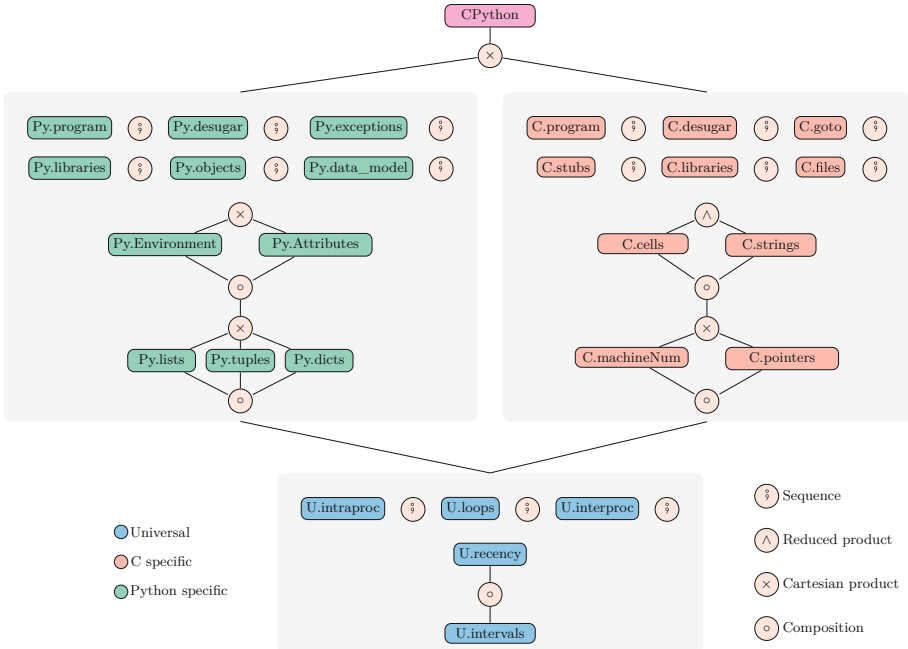 CPython
×
Py.program ⨟ Py.desugar ⨟ Py.exceptions ⨟
Py.libraries ⨟ Py.objects ⨟ Py.data_model ⨟
×
Py.Environment Py.Attributes
∘
×
Py.lists Py.tuples Py.dicts
∘
C.program ⨟ C.desugar ⨟ C.goto ⨟
C.stubs ⨟ C.libraries ⨟ C.files ⨟
∧
C.cells C.strings
∘
×
C.machineNum C.pointers
∘
U.intraproc ⨟ U.loops ⨟ U.interproc ⨟
U.recency
∘
U.intervals
Universal
C specific
Python specific
⨟ Sequence
∧ Reduced product
× Cartesian product
∘ Composition